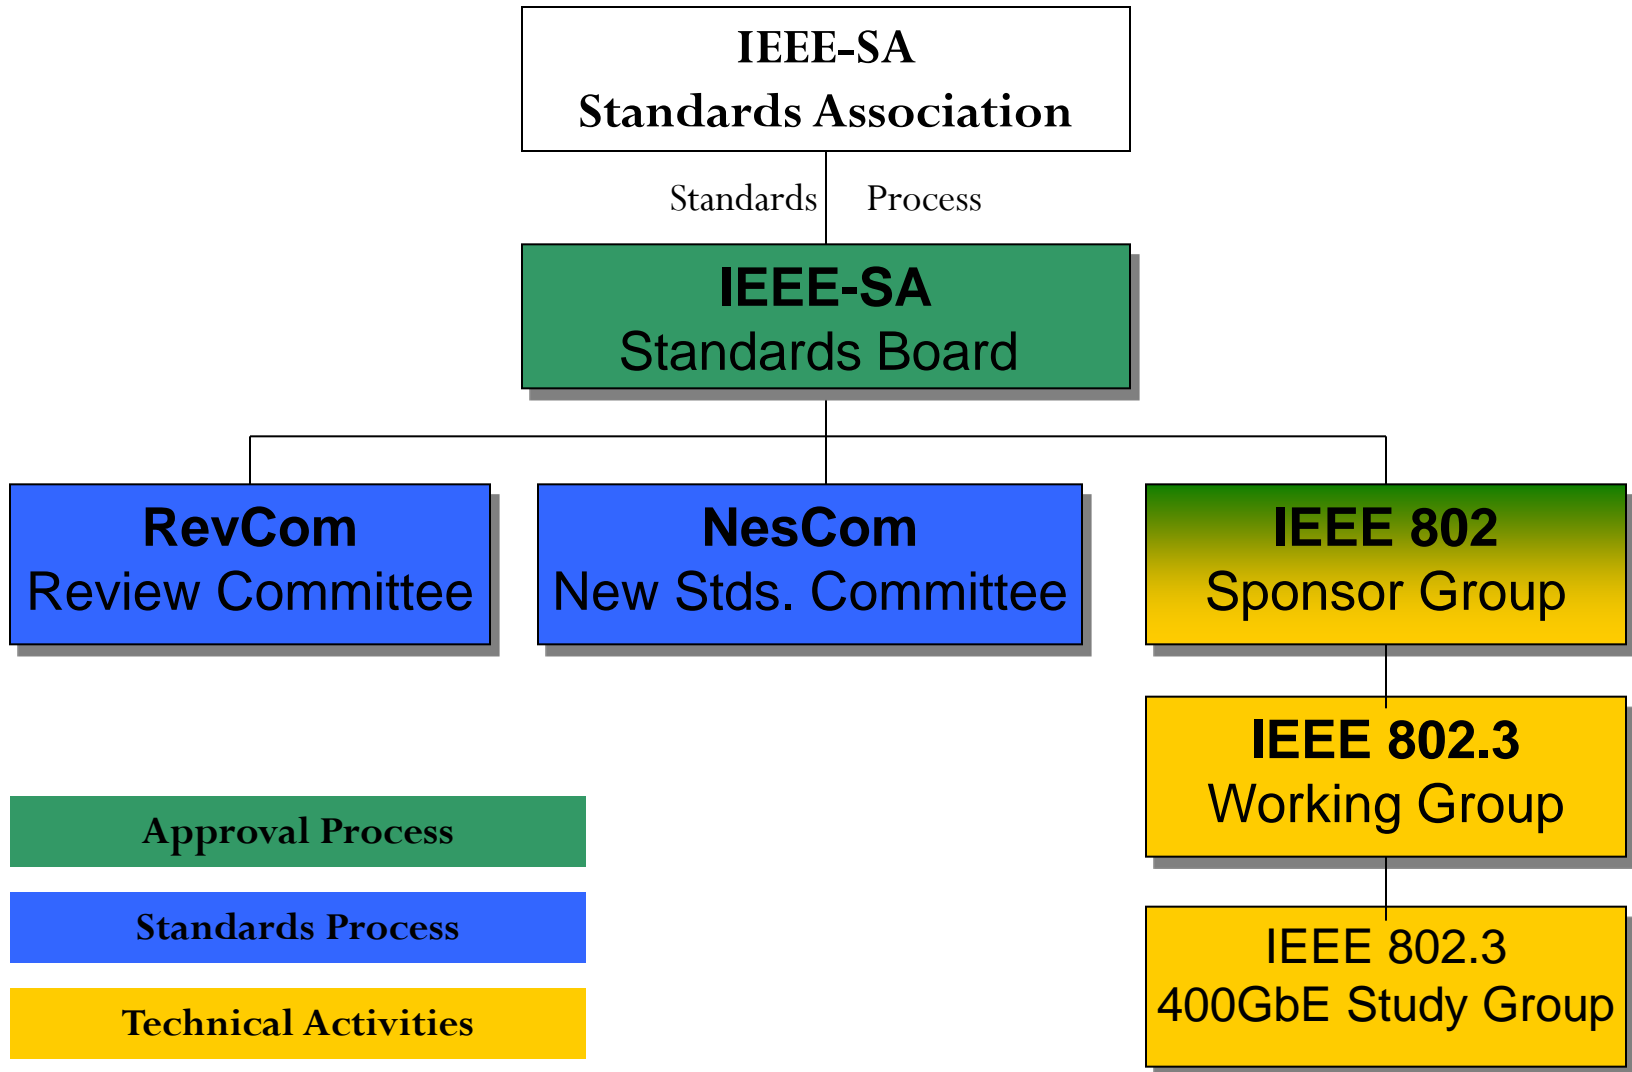 IEEE-SA
Standards Association
Standards Process
IEEE-SA
Standards Board
RevCom
Review Committee
NesCom
New Stds. Committee
IEEE 802
Sponsor Group
IEEE 802.3
Working Group
IEEE 802.3
400GbE Study Group
Approval Process
Standards Process
Technical Activities